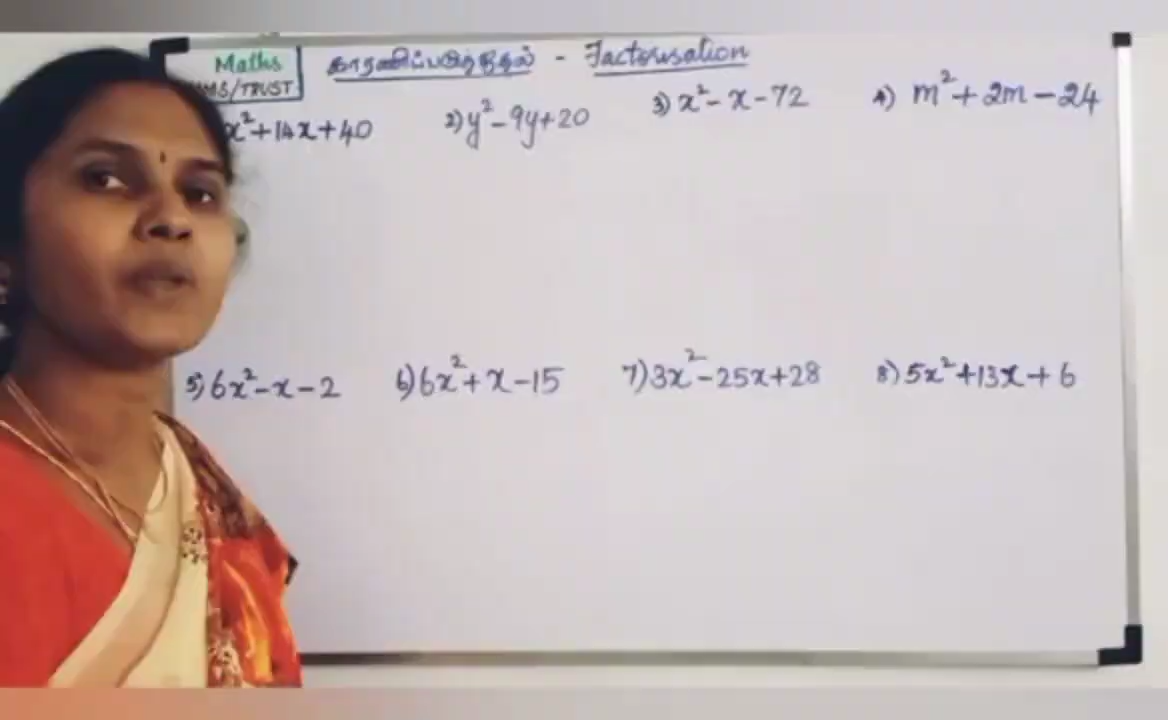 Maths
காரணிப்படுத்துதல் - Factorisation
/TRUST
x²+14x+40
2) y²-9y+20
3) x²-x-72
4) m²+2m-24
5) 6x²-x-2
6) 6x²+x-15
7) 3x²-25x+28
8) 5x²+13x+6